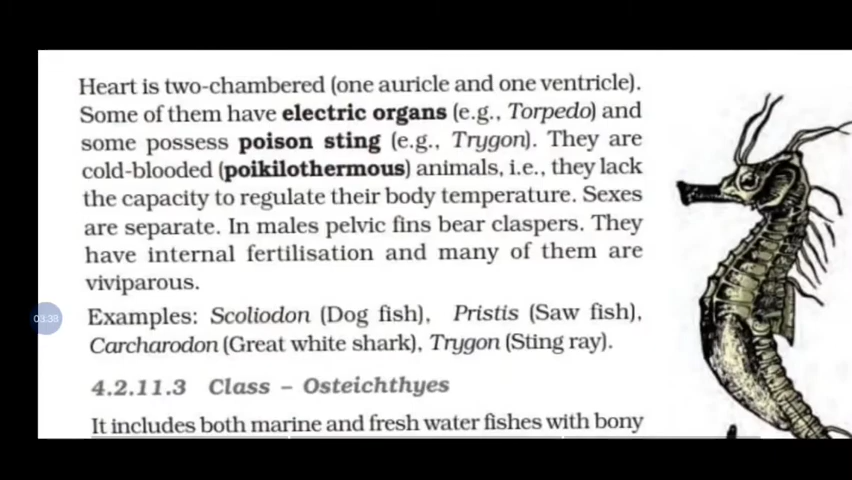 Heart is two-chambered (one auricle and one ventricle).
Some of them have electric organs (e.g., Torpedo) and
some possess poison sting (e.g., Trygon). They are
cold-blooded (poikilothermous) animals, i.e., they lack
the capacity to regulate their body temperature. Sexes
are separate. In males pelvic fins bear claspers. They
have internal fertilisation and many of them are
viviparous.
03:38
Examples: Scoliodon (Dog fish), Pristis (Saw fish),
Carcharodon (Great white shark), Trygon (Sting ray).
4.2.11.3 Class – Osteichthyes
It includes both marine and fresh water fishes with bony